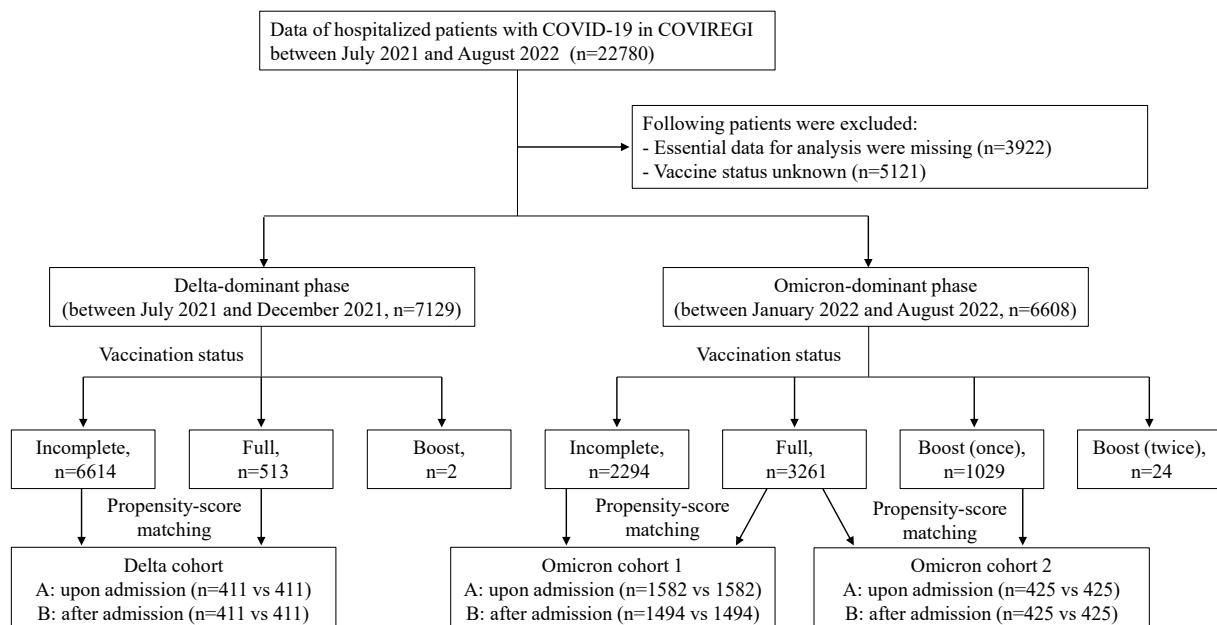 Data of hospitalized patients with COVID-19 in COVIREGI
between July 2021 and August 2022  (n=22780)
Following patients were excluded:
- Essential data for analysis were missing (n=3922)
- Vaccine status unknown (n=5121)
Delta-dominant phase
(between July 2021 and December 2021, n=7129)
Omicron-dominant phase
(between January 2022 and August 2022, n=6608)
Vaccination status
Vaccination status
Incomplete,
n=6614
Full,
n=513
Boost,
n=2
Incomplete,
n=2294
Full,
n=3261
Boost (once),
n=1029
Boost (twice),
n=24
Propensity-score
matching
Propensity-score
matching
Propensity-score
matching
Delta cohort
A: upon admission (n=411 vs 411)
B: after admission (n=411 vs 411)
Omicron cohort 1
A: upon admission (n=1582 vs 1582)
B: after admission (n=1494 vs 1494)
Omicron cohort 2
A: upon admission (n=425 vs 425)
B: after admission (n=425 vs 425)